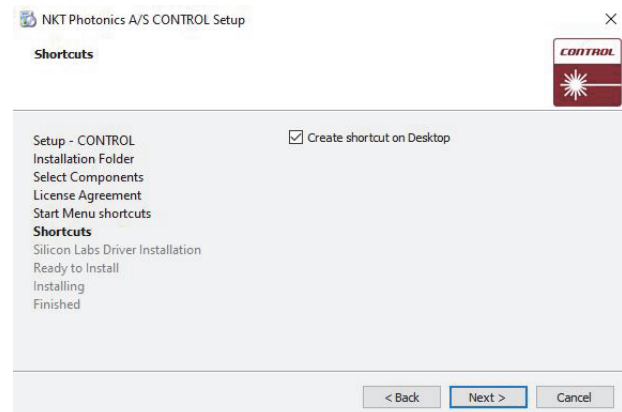 NKT Photonics A/S CONTROL Setup
Shortcuts
CONTROL
Setup - CONTROL
Installation Folder
Select Components
License Agreement
Start Menu shortcuts
Shortcuts
Silicon Labs Driver Installation
Ready to Install
Installing
Finished
Create shortcut on Desktop
< Back
Next >
Cancel